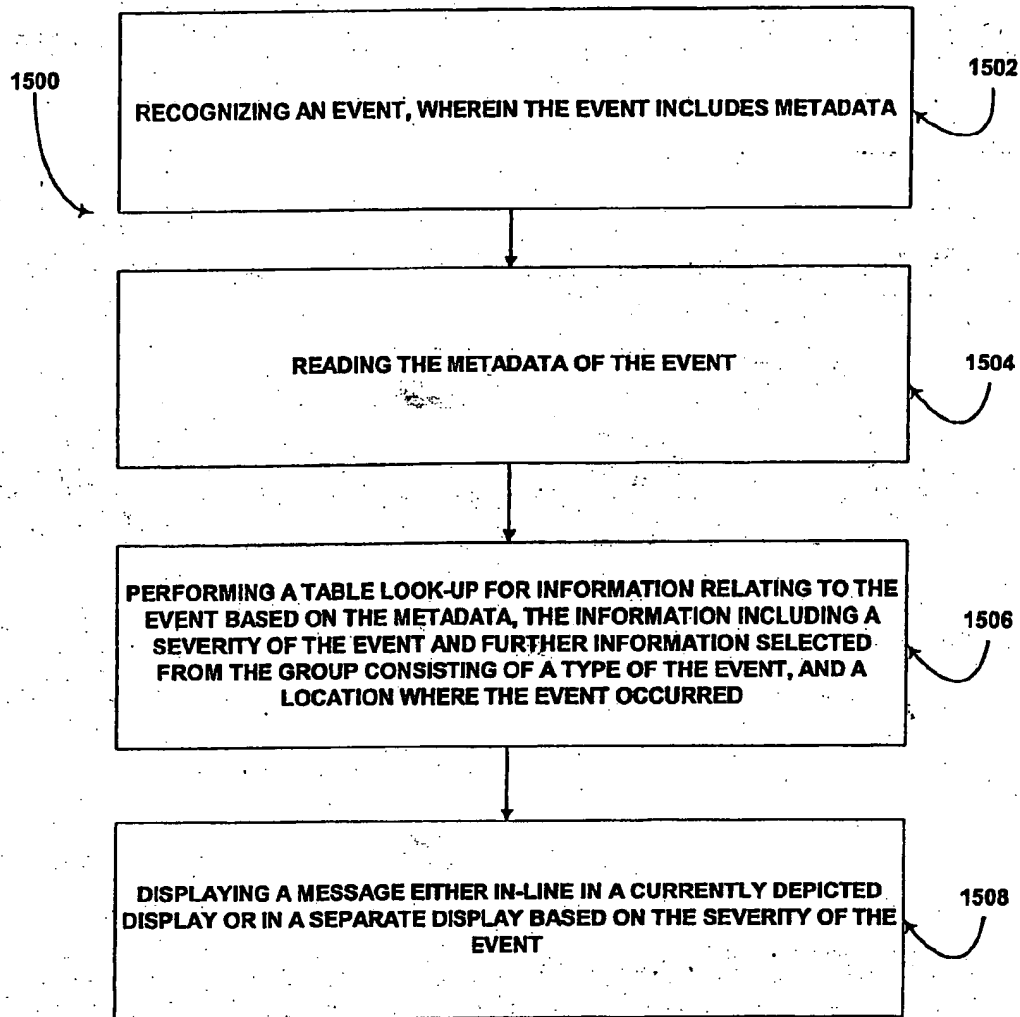 1500
1502
RECOGNIZING AN EVENT, WHEREIN THE EVENT INCLUDES METADATA
READING THE METADATA OF THE EVENT
1504
PERFORMING A TABLE LOOK-UP FOR INFORMATION RELATING TO THE
EVENT BASED ON THE METADATA, THE INFORMATION INCLUDING A
SEVERITY OF THE EVENT AND FURTHER INFORMATION SELECTED
FROM THE GROUP CONSISTING OF A TYPE OF THE EVENT, AND A
LOCATION WHERE THE EVENT OCCURRED
1506
DISPLAYING A MESSAGE EITHER IN-LINE IN A CURRENTLY DEPICTED
DISPLAY OR IN A SEPARATE DISPLAY BASED ON THE SEVERITY OF THE
EVENT
1508